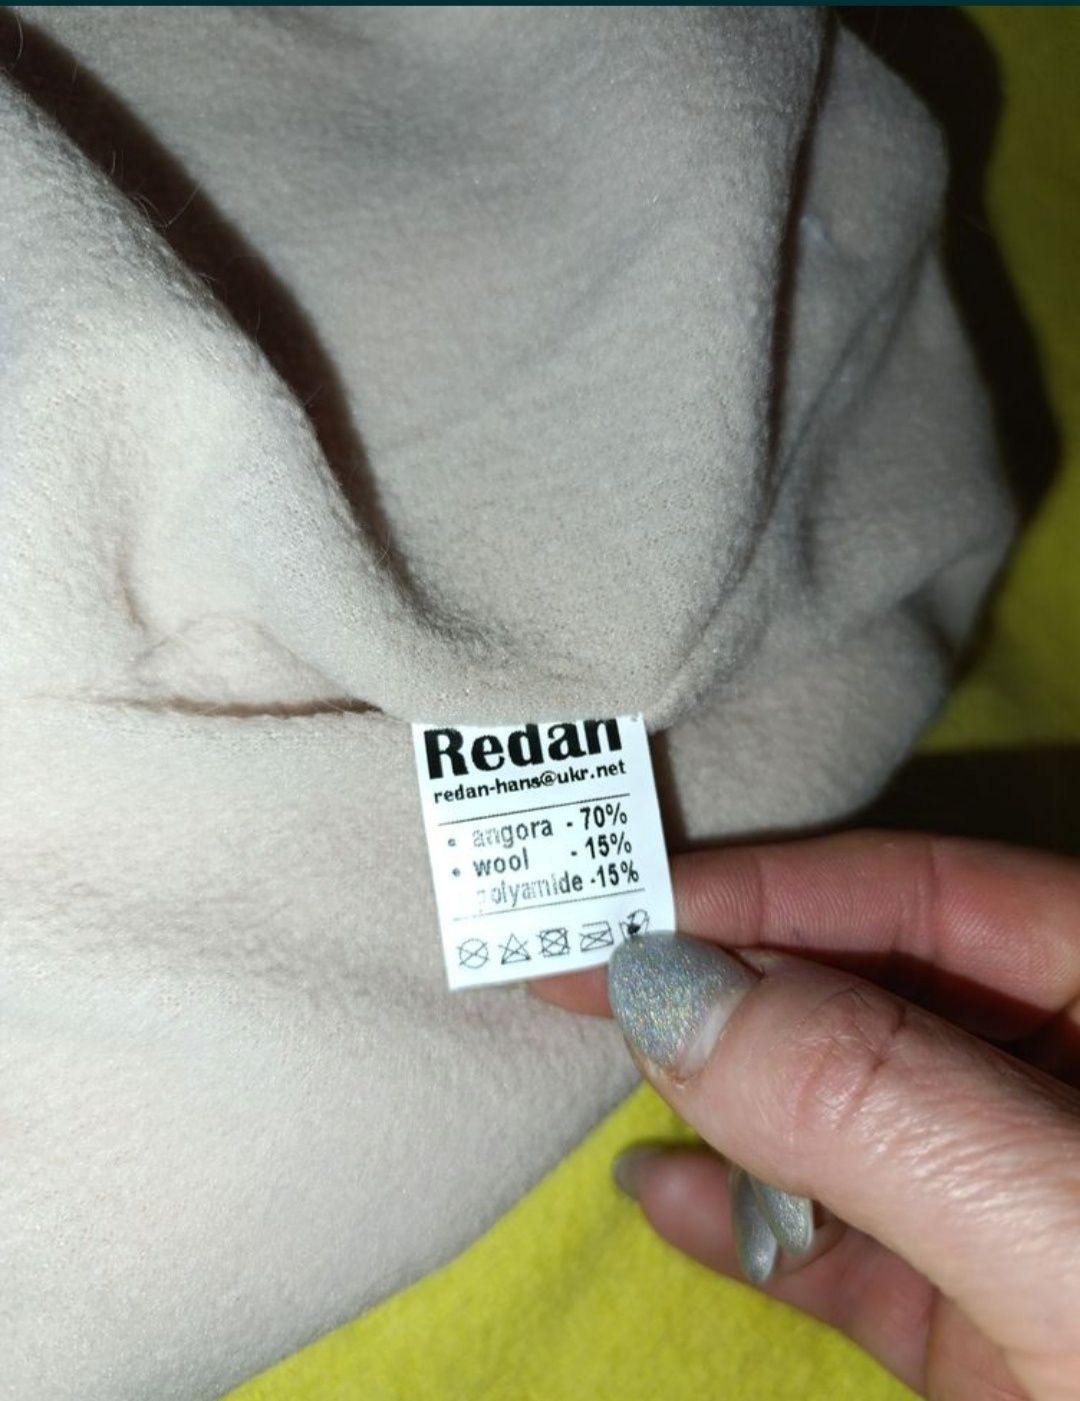 Redan
redan-hans@ukr.net
• angora - 70%
• wool - 15%
polyamide -15%